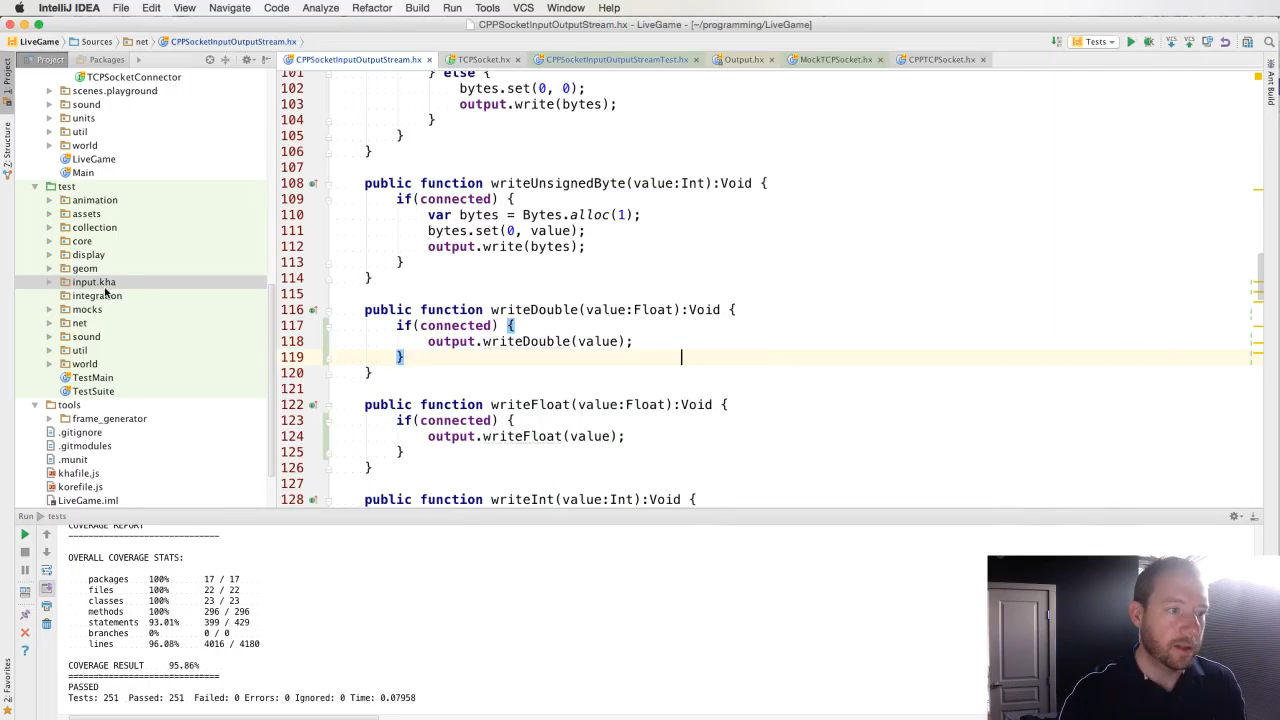 IntelliJ IDEA File Edit View Navigate Code Analyze Refactor Build Run Tools VCS Window Help
CPPSocketInputOutputStream.hx - LiveGame - [~/programming/LiveGame]
LiveGame Sources net CPPSocketInputOutputStream.hx Tests
Project Packages CPPSocketInputOutputStream.hx TCPSocket.hx CPPSocketInputOutputStreamTest.hx Output.hx MockTCPSocket.hx CPPTCPSocket.hx
1: Project
7: Structure
2: Favorites
Ant Build
TCPSocketConnector
scenes.playground
sound
units
util
world
LiveGame
Main
test
animation
assets
collection
core
display
geom
input.kha
integration
mocks
net
sound
util
world
TestMain
TestSuite
tools
frame_generator
.gitignore
.gitmodules
.munit
khafile.js
korefile.js
LiveGame.iml
101 } else {
102 bytes.set(0, 0);
103 output.write(bytes);
104 }
105 }
106 }
107
108 public function writeUnsignedByte(value:Int):Void {
109 if(connected) {
110 var bytes = Bytes.alloc(1);
111 bytes.set(0, value);
112 output.write(bytes);
113 }
114 }
115
116 public function writeDouble(value:Float):Void {
117 if(connected) {
118 output.writeDouble(value);
119 }
120 }
121
122 public function writeFloat(value:Float):Void {
123 if(connected) {
124 output.writeFloat(value);
125 }
126 }
127
128 public function writeInt(value:Int):Void {
Run tests
COVERAGE REPORT
------------------------------
OVERALL COVERAGE STATS:
packages 100% 17 / 17
files 100% 22 / 22
classes 100% 23 / 23
methods 100% 296 / 296
statements 93.01% 399 / 429
branches 0% 0 / 0
lines 96.08% 4016 / 4180
COVERAGE RESULT 95.86%
==============================
PASSED
Tests: 251 Passed: 251 Failed: 0 Errors: 0 Ignored: 0 Time: 0.07958